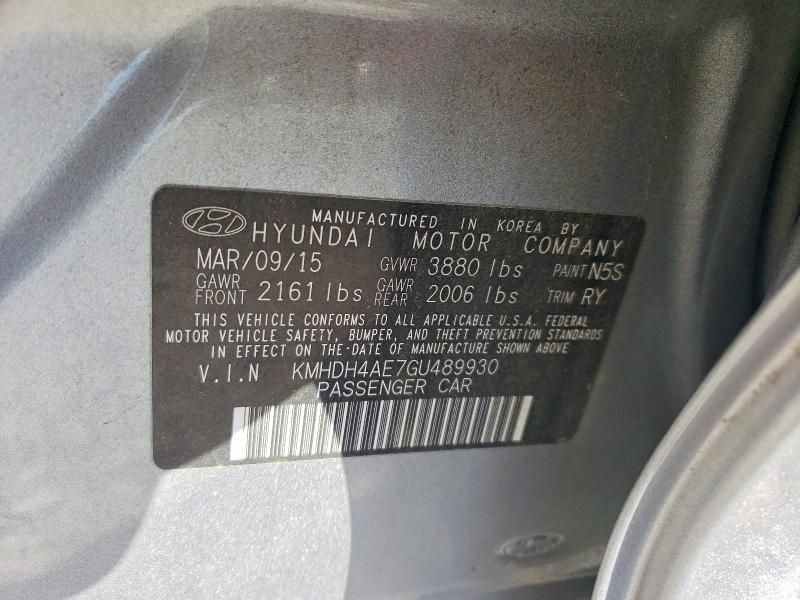 MANUFACTURED IN KOREA BY
HYUNDAI MOTOR COMPANY
MAR/09/15 GVWR 3880 lbs PAINT N5S
GAWR FRONT 2161 lbs GAWR REAR 2006 lbs TRIM RY
THIS VEHICLE CONFORMS TO ALL APPLICABLE U.S.A. FEDERAL
MOTOR VEHICLE SAFETY, BUMPER, AND THEFT PREVENTION STANDARDS
IN EFFECT ON THE DATE OF MANUFACTURE SHOWN ABOVE
V.I.N KMHDH4AE7GU489930
PASSENGER CAR